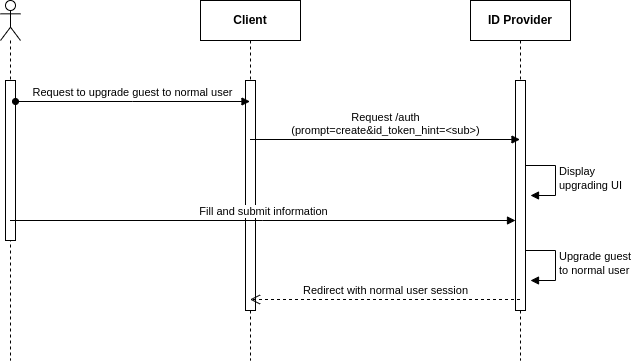 Client
ID Provider
Request to upgrade guest to normal user
Request /auth
(prompt=create&id_token_hint=<sub>)
Display
upgrading UI
Fill and submit information
Upgrade guest
to normal user
Redirect with normal user session